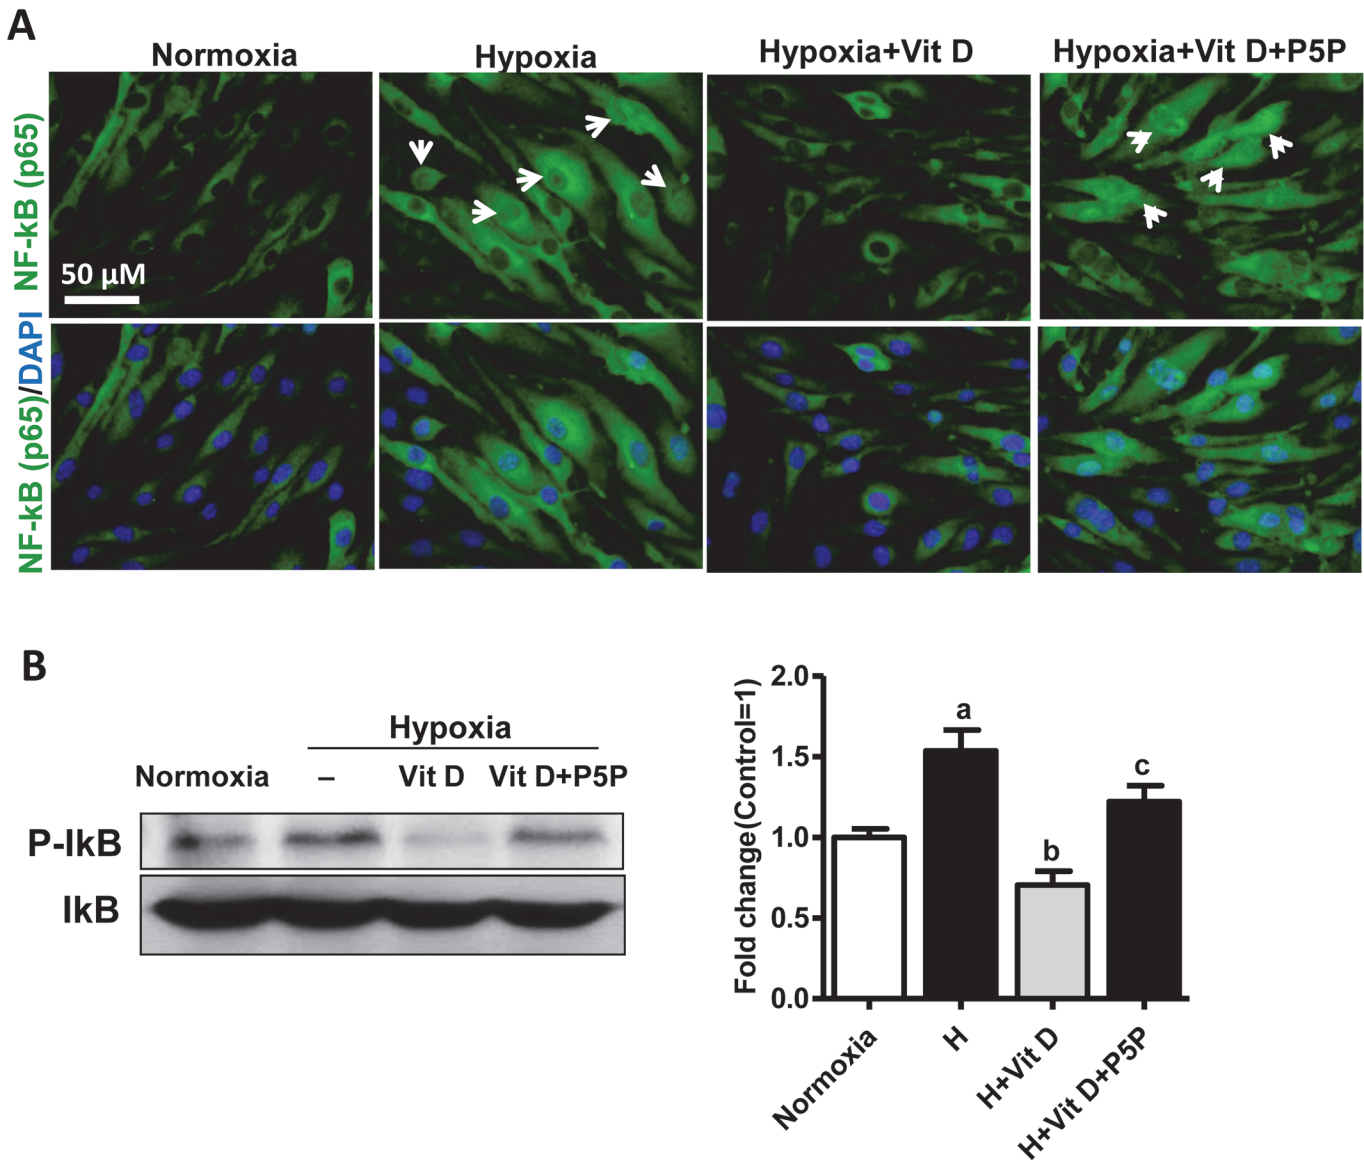 A
Normoxia
Hypoxia
Hypoxia+Vit D
Hypoxia+Vit D+P5P
NF-kB (p65)
50 µM
NF-kB (p65)/DAPI
B
Hypoxia
Normoxia
–
Vit D
Vit D+P5P
P-IkB
IkB
Fold change(Control=1)
2.0
1.5
1.0
0.5
0.0
a
b
c
Normoxia
H
H+Vit D
H+Vit D+P5P